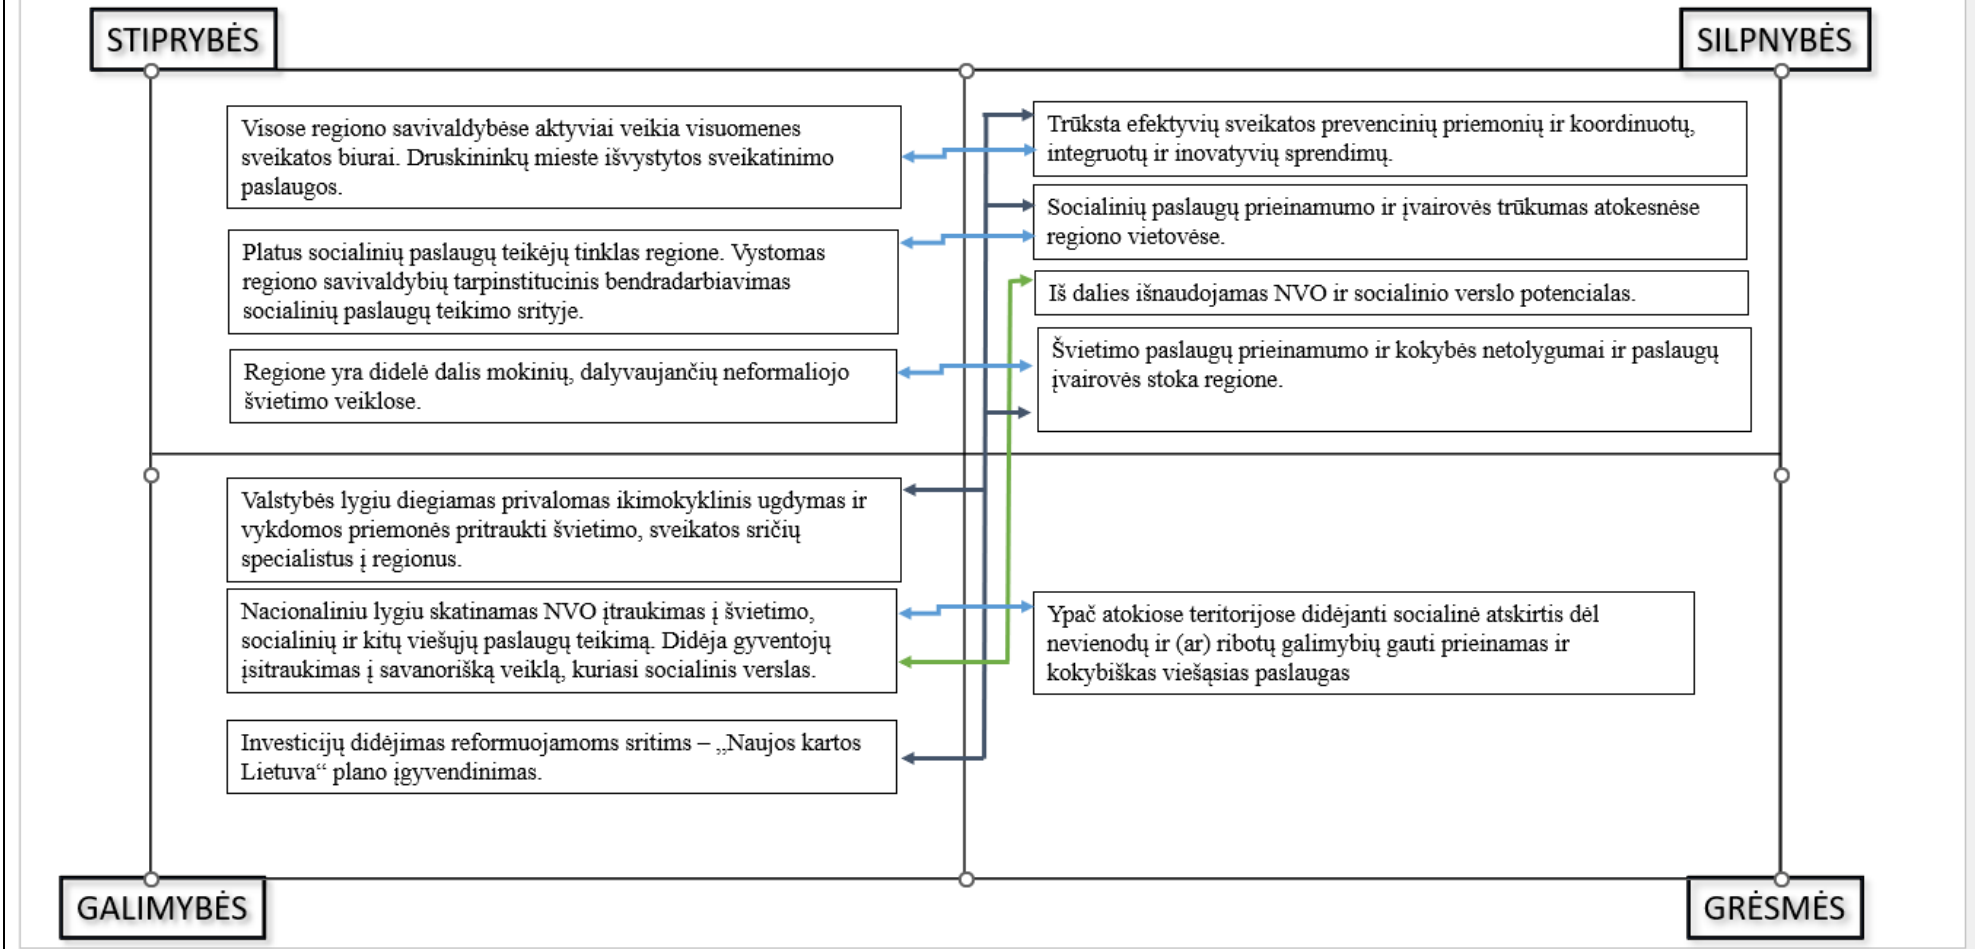 STIPRYBĖS
SILPNYBĖS
Visose regiono savivaldybėse aktyviai veikia visuomenes
sveikatos biurai. Druskininkų mieste išvystytos sveikatinimo
paslaugos.
Platus socialinių paslaugų teikėjų tinklas regione. Vystomas
regiono savivaldybių tarpinstitucinis bendradarbiavimas
socialinių paslaugų teikimo srityje.
Regione yra didelė dalis mokinių, dalyvaujančių neformaliojo
švietimo veiklose.
Trūksta efektyvių sveikatos prevencinių priemonių ir koordinuotų,
integruotų ir inovatyvių sprendimų.
Socialinių paslaugų prieinamumo ir įvairovės trūkumas atokesnėse
regiono vietovėse.
Iš dalies išnaudojamas NVO ir socialinio verslo potencialas.
Švietimo paslaugų prieinamumo ir kokybės netolygumai ir paslaugų
įvairovės stoka regione.
Valstybės lygiu diegiamas privalomas ikimokyklinis ugdymas ir
vykdomos priemonės pritraukti švietimo, sveikatos sričių
specialistus į regionus.
Nacionaliniu lygiu skatinamas NVO įtraukimas į švietimo,
socialinių ir kitų viešųjų paslaugų teikimą. Didėja gyventojų
įsitraukimas į savanorišką veiklą, kuriasi socialinis verslas.
Investicijų didėjimas reformuojamoms sritims – „Naujos kartos
Lietuva“ plano įgyvendinimas.
Ypač atokiose teritorijose didėjanti socialinė atskirtis dėl
nevienodų ir (ar) ribotų galimybių gauti prieinamas ir
kokybiškas viešąsias paslaugas
GALIMYBĖS
GRĖSMĖS